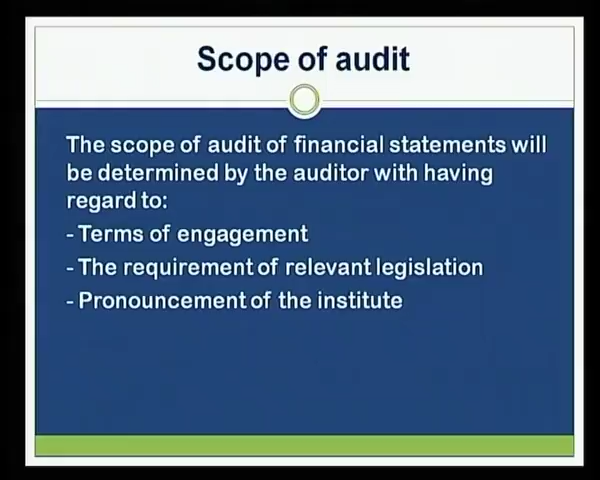 Scope of audit
The scope of audit of financial statements will
be determined by the auditor with having
regard to:
- Terms of engagement
- The requirement of relevant legislation
- Pronouncement of the institute